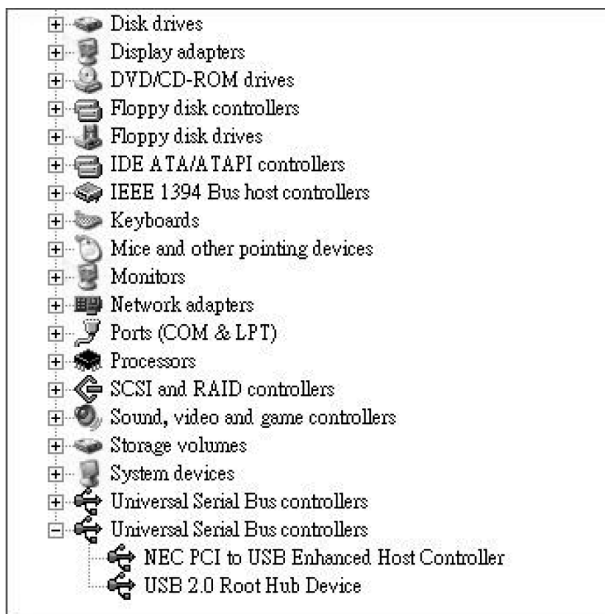 Disk drives
Display adapters
DVD/CD-ROM drives
Floppy disk controllers
Floppy disk drives
IDE ATA/ATAPI controllers
IEEE 1394 Bus host controllers
Keyboards
Mice and other pointing devices
Monitors
Network adapters
Ports (COM & LPT)
Processors
SCSI and RAID controllers
Sound, video and game controllers
Storage volumes
System devices
Universal Serial Bus controllers
Universal Serial Bus controllers
NEC PCI to USB Enhanced Host Controller
USB 2.0 Root Hub Device